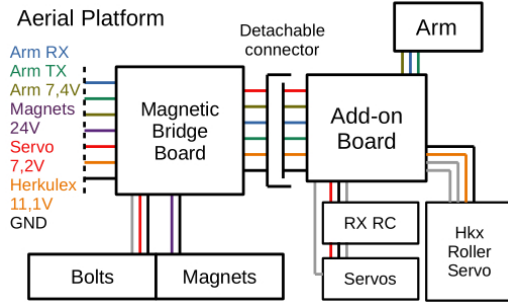 Aerial Platform
Arm RX
Arm TX
Arm 7,4V
Magnets
24V
Servo
7,2V
Herkulex
11,1V
GND
Magnetic
Bridge
Board
Detachable
connector
Add-on
Board
Arm
RX RC
Servos
Hkx
Roller
Servo
Bolts
Magnets